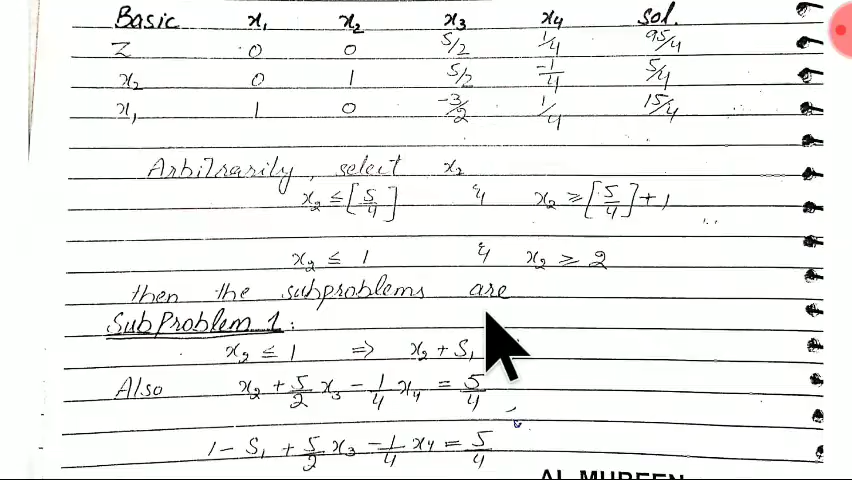 Basic x₁ x₂ x₃ x₄ Sol.
Z 0 0 5/2 1/4 95/4
x₂ 0 1 5/2 -1/4 5/4
x₁ 1 0 -3/2 1/4 15/4
Arbitrarily, select x₂
x₂ ≤ [5/4] & x₂ ≥ [5/4] + 1
x₂ ≤ 1 & x₂ ≥ 2
then the subproblems are
SubProblem 1:
x₂ ≤ 1 ⇒ x₂ + S₁
Also x₂ + 5/2 x₃ - 1/4 x₄ = 5/4
1 - S₁ + 5/2 x₃ - 1/4 x₄ = 5/4